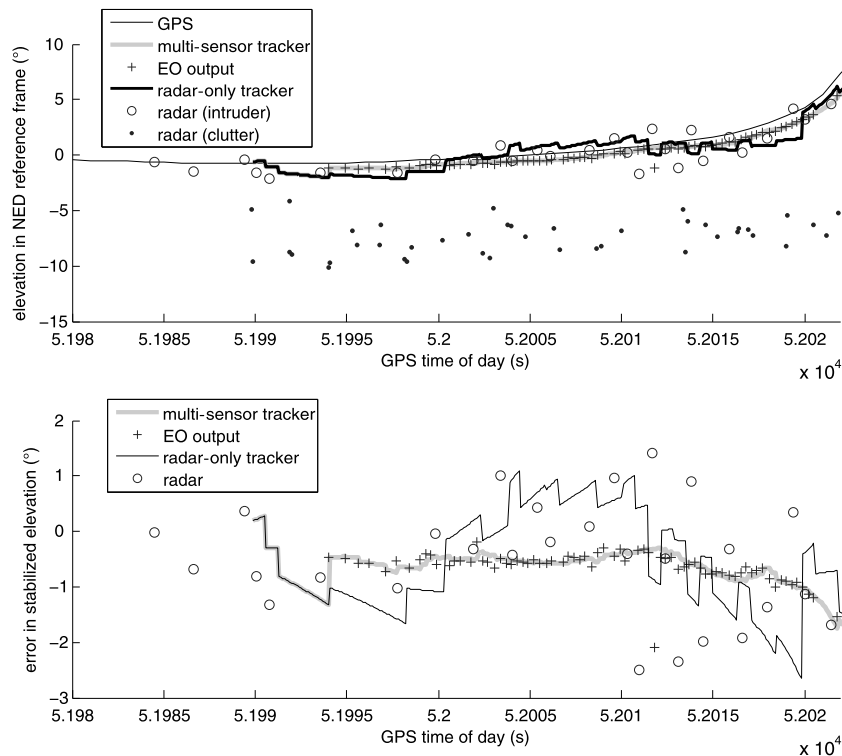 GPS
multi-sensor tracker
EO output
radar-only tracker
radar (intruder)
radar (clutter)
elevation in NED reference frame (°)
10
5
0
−5
−10
−15
5.198 5.1985 5.199 5.1995 5.2 5.2005 5.201 5.2015 5.202
GPS time of day (s)
x 10⁴
multi-sensor tracker
EO output
radar-only tracker
radar
error in stabilized elevation (°)
2
1
0
−1
−2
−3
5.198 5.1985 5.199 5.1995 5.2 5.2005 5.201 5.2015 5.202
GPS time of day (s)
x 10⁴